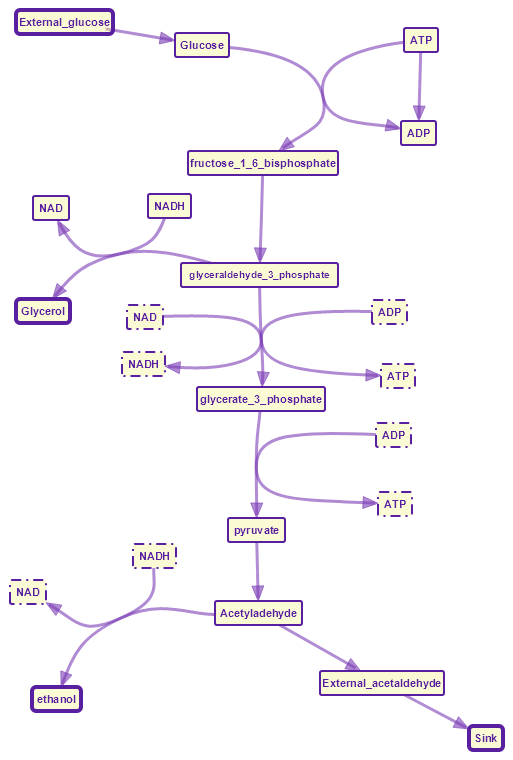 External_glucose
Glucose
ATP
ADP
fructose_1_6_bisphosphate
NAD
NADH
glyceraldehyde_3_phosphate
Glycerol
NAD
ADP
NADH
ATP
glycerate_3_phosphate
ADP
ATP
pyruvate
NADH
NAD
Acetyladehyde
External_acetaldehyde
ethanol
Sink